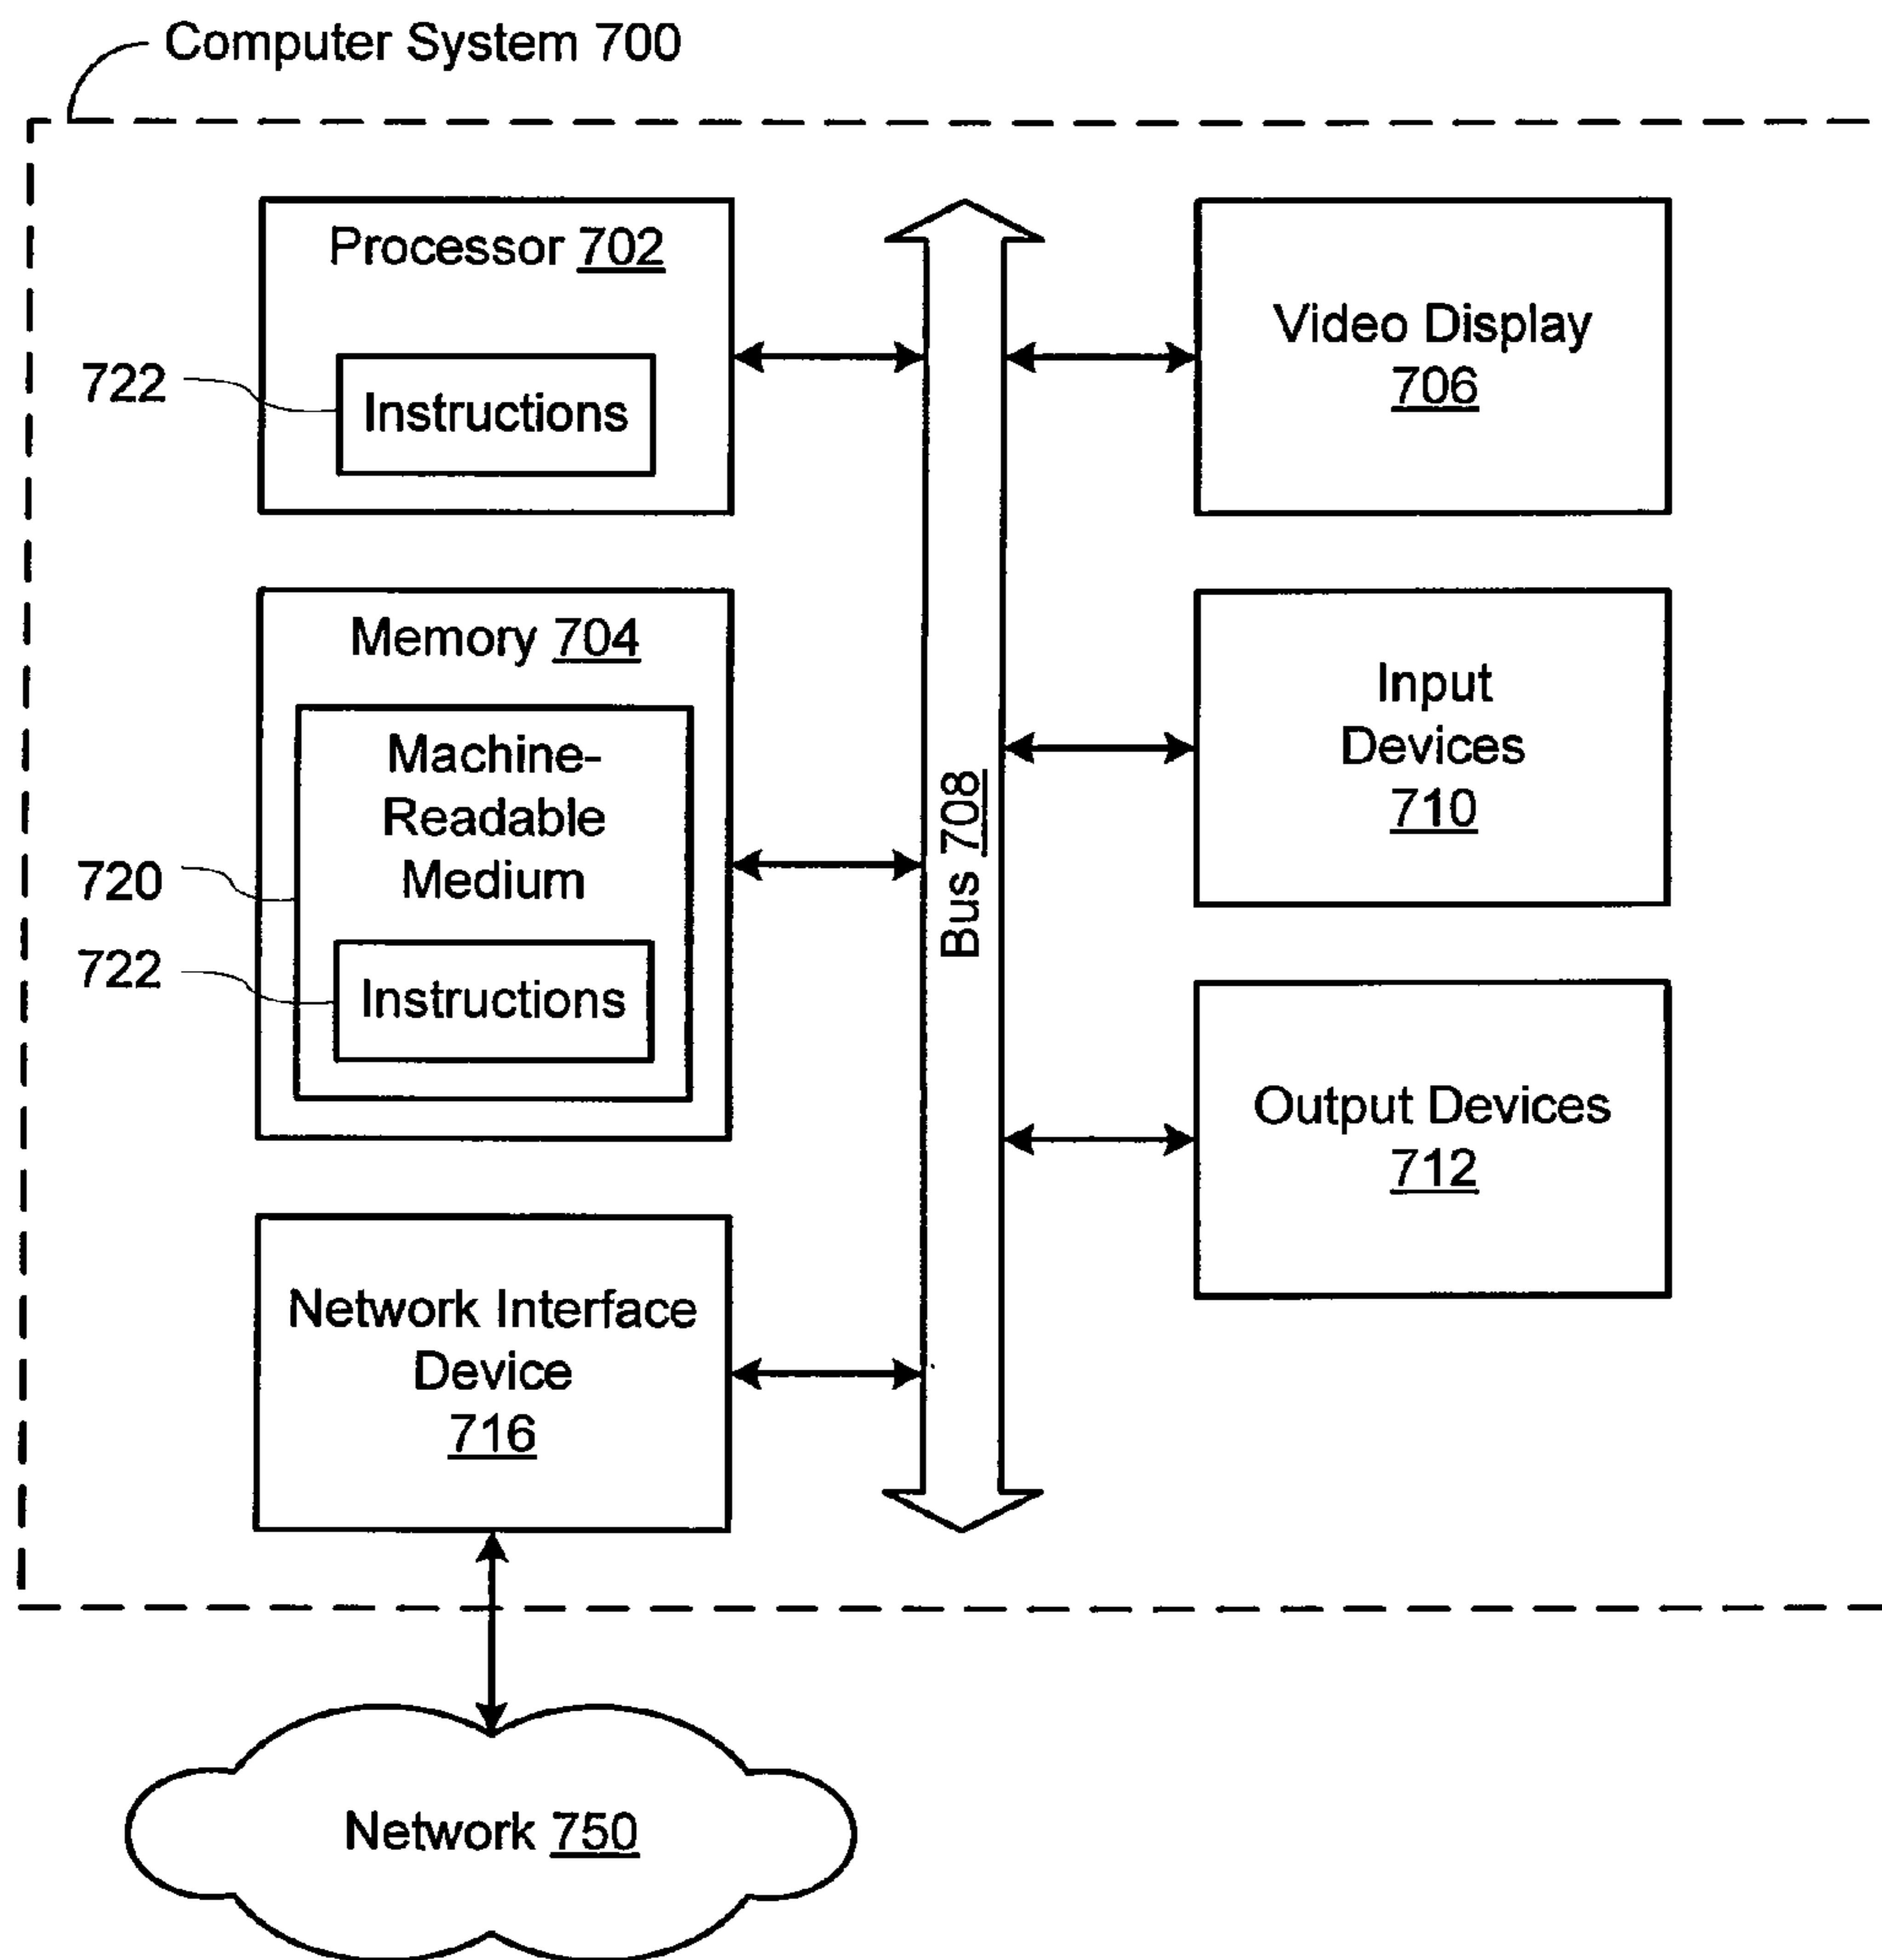 Computer System 700
Processor 702
722
Instructions
Memory 704
Machine-
Readable
Medium
720
722
Instructions
Network Interface
Device
716
Bus 708
Video Display
706
Input
Devices
710
Output Devices
712
Network 750